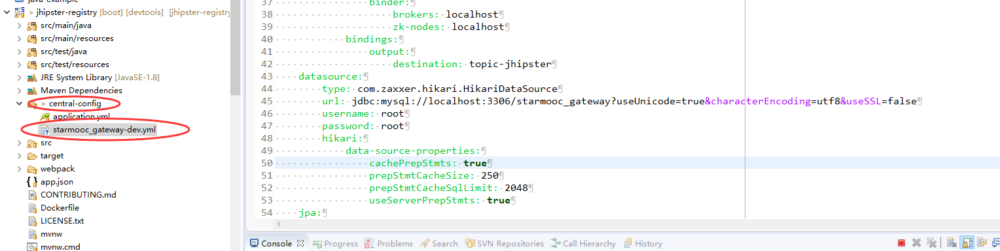 java-example
> jhipster-registry [boot] [devtools] [jhipster-registry
src/main/java
src/main/resources
src/test/java
src/test/resources
JRE System Library [JavaSE-1.8]
Maven Dependencies
> central-config
application.yml
starmooc_gateway-dev.yml
src
target
webpack
app.json
CONTRIBUTING.md
Dockerfile
LICENSE.txt
mvnw
mvnw.cmd
37 binder:
38 brokers: localhost
39 zk-nodes: localhost
40 bindings:
41 output:
42 destination: topic-jhipster
43 datasource:
44 type: com.zaxxer.hikari.HikariDataSource
45 url: jdbc:mysql://localhost:3306/starmooc_gateway?useUnicode=true&characterEncoding=utf8&useSSL=false
46 username: root
47 password: root
48 hikari:
49 data-source-properties:
50 cachePrepStmts: true
51 prepStmtCacheSize: 250
52 prepStmtCacheSqlLimit: 2048
53 useServerPrepStmts: true
54 jpa:
Console Progress Problems Search SVN Repositories Call Hierarchy History